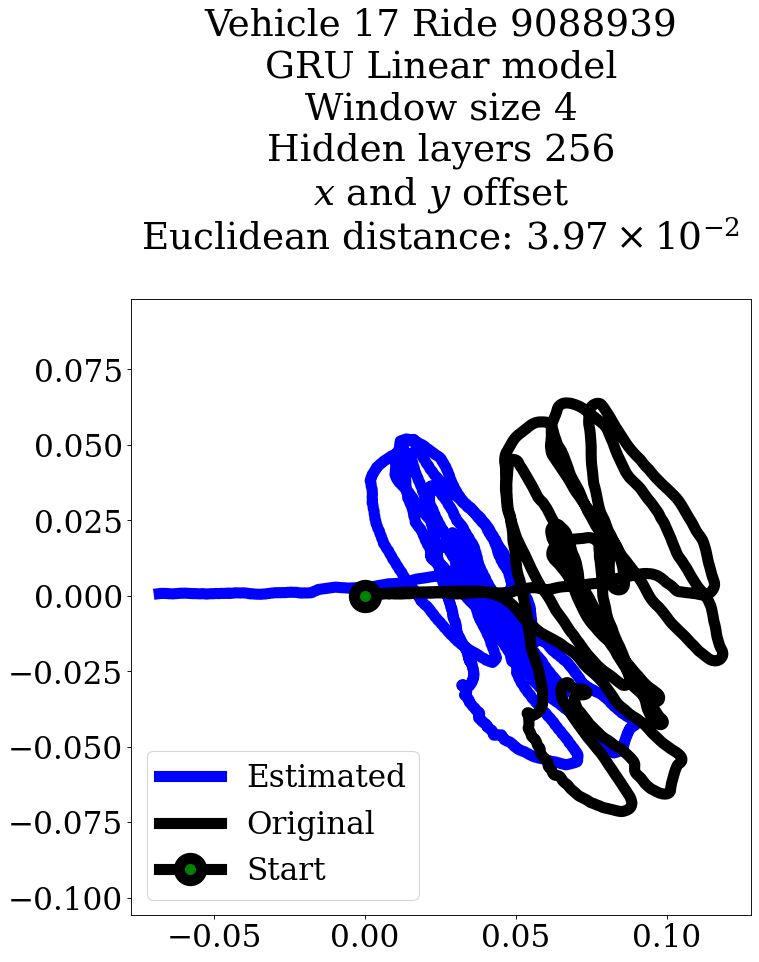 Vehicle 17 Ride 9088939
GRU Linear model
Window size 4
Hidden layers 256
x and y offset
Euclidean distance: 3.97 × 10⁻²
0.075
0.050
0.025
0.000
−0.025
−0.050
−0.075
−0.100
Estimated
Original
Start
−0.05 0.00 0.05 0.10